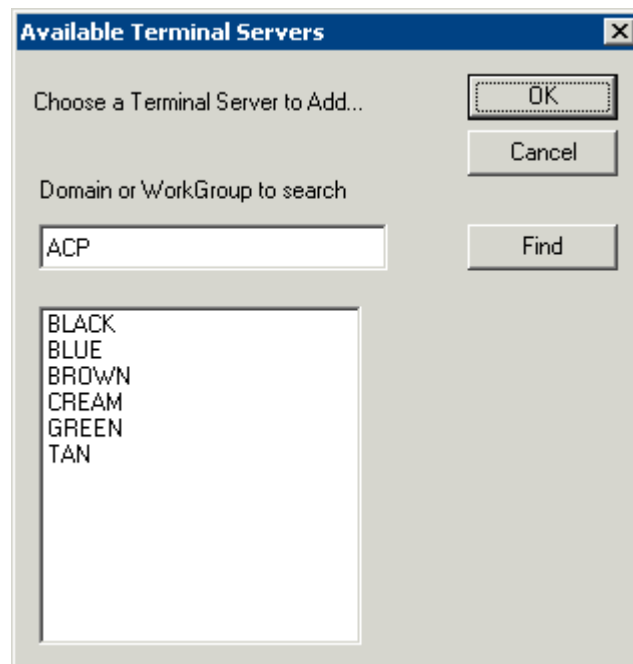 Available Terminal Servers
Choose a Terminal Server to Add...
OK
Cancel
Domain or WorkGroup to search
ACP
Find
BLACK
BLUE
BROWN
CREAM
GREEN
TAN